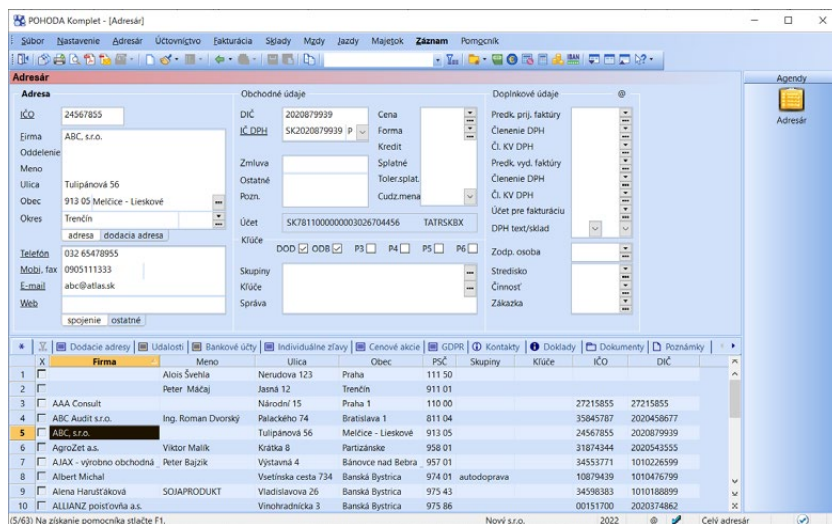 POHODA Komplet - [Adresár]
Súbor Nastavenie Adresár Účtovníctvo Fakturácia Sklady Mzdy Jazdy Majetok Záznam Pomocník
Adresár
Agendy
Adresár
Adresa
Obchodné údaje
Doplnkové údaje @
IČO 24567855
Firma ABC, s.r.o.
Oddelenie
Meno
Ulica Tulipánová 56
Obec 913 05 Melčice - Lieskové
Okres Trenčín
adresa dodacia adresa
Telefón 032 65478955
Mobil, fax 0905111333
E-mail abc@atlas.sk
Web
spojenie ostatné
DIČ 2020879939
IČ DPH SK2020879939 P
Zmluva
Ostatné
Pozn.
Cena
Forma
Kredit
Splatné
Toler.splat.
Cudz.mena
Účet SK7811000000003026704456 TATRSKBX
Kľúče
DOD ODB P3 P4 P5 P6
Skupiny
Kľúče
Správa
Predk. prij. faktúry
Členenie DPH
Čl. KV DPH
Predk. vyd. faktúry
Členenie DPH
Čl. KV DPH
Účet pre fakturáciu
DPH text/sklad
Zodp. osoba
Stredisko
Činnosť
Zákazka
Dodacie adresy Udalosti Bankové účty Individuálne zľavy Cenové akcie GDPR Kontakty Doklady Dokumenty Poznámky
X Firma Meno Ulica Obec PSČ Skupiny Kľúče IČO DIČ
1 Alois Švehla Nerudova 123 Praha 111 50
2 Peter Máčaj Jasná 12 Trenčín 911 01
3 AAA Consult Národní 15 Praha 1 110 00 27215855 27215855
4 ABC Audit s.r.o. Ing. Roman Dvorský Palackého 74 Bratislava 1 811 04 35845787 2020458677
5 ABC, s.r.o. Tulipánová 56 Melčice - Lieskové 913 05 24567855 2020879939
6 AgroZet a.s. Viktor Malík Krátka 8 Partizánske 958 01 31874344 2020543555
7 AJAX - výrobno obchodná Peter Bajzik Výstavná 4 Bánovce nad Bebra 957 01 34553771 1010226599
8 Albert Michal Vsetínska cesta 734 Banská Bystrica 974 01 autodoprava 10879439 1010476799
9 Alena Harusťáková SOJAPRODUKT Vladislavova 26 Banská Bystrica 975 43 34598383 1010188899
10 ALLIANZ poisťovňa a.s. Vinohradnícka 3 Banská Bystrica 975 86 00151700 2020374862
(5/63) Na získanie pomocníka stlačte F1. Nový s.r.o. 2022 @ Celý adresár